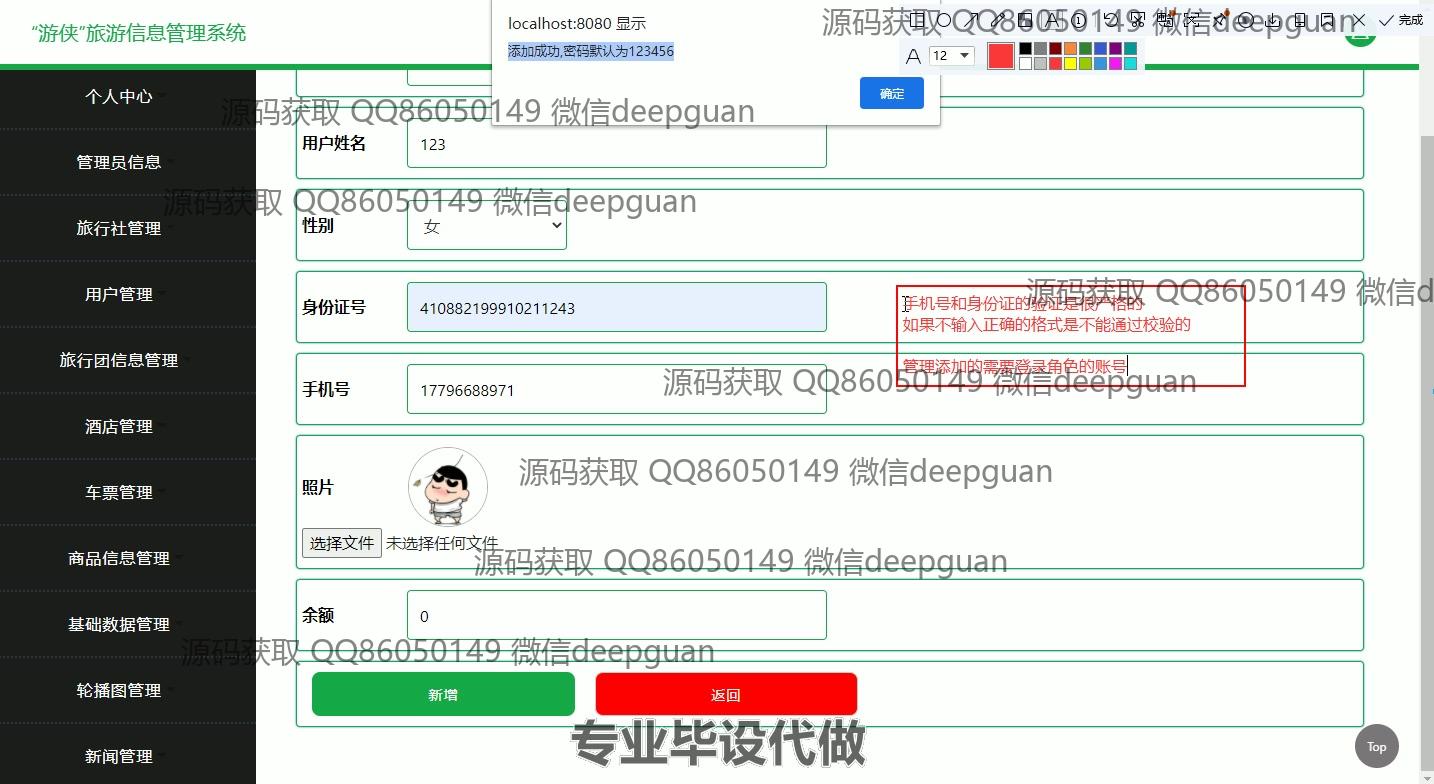 “游侠”旅游信息管理系统
localhost:8080 显示
添加成功,密码默认为123456
确定
完成
A
12
源码获取 QQ86050149 微信deepguan
个人中心
管理员信息
旅行社管理
用户管理
旅行团信息管理
酒店管理
车票管理
商品信息管理
基础数据管理
轮播图管理
新闻管理
源码获取 QQ86050149 微信deepguan
用户姓名
123
源码获取 QQ86050149 微信deepguan
性别
女
身份证号
410882199910211243
源码获取 QQ86050149 微信d
手机号和身份证的验证是很严格的
如果不输入正确的格式是不能通过校验的
管理添加的需要登录角色的账号
手机号
17796688971
源码获取 QQ86050149 微信deepguan
照片
源码获取 QQ86050149 微信deepguan
选择文件 未选择任何文件
源码获取 QQ86050149 微信deepguan
余额
0
源码获取 QQ86050149 微信deepguan
新增
返回
专业毕设代做
Top